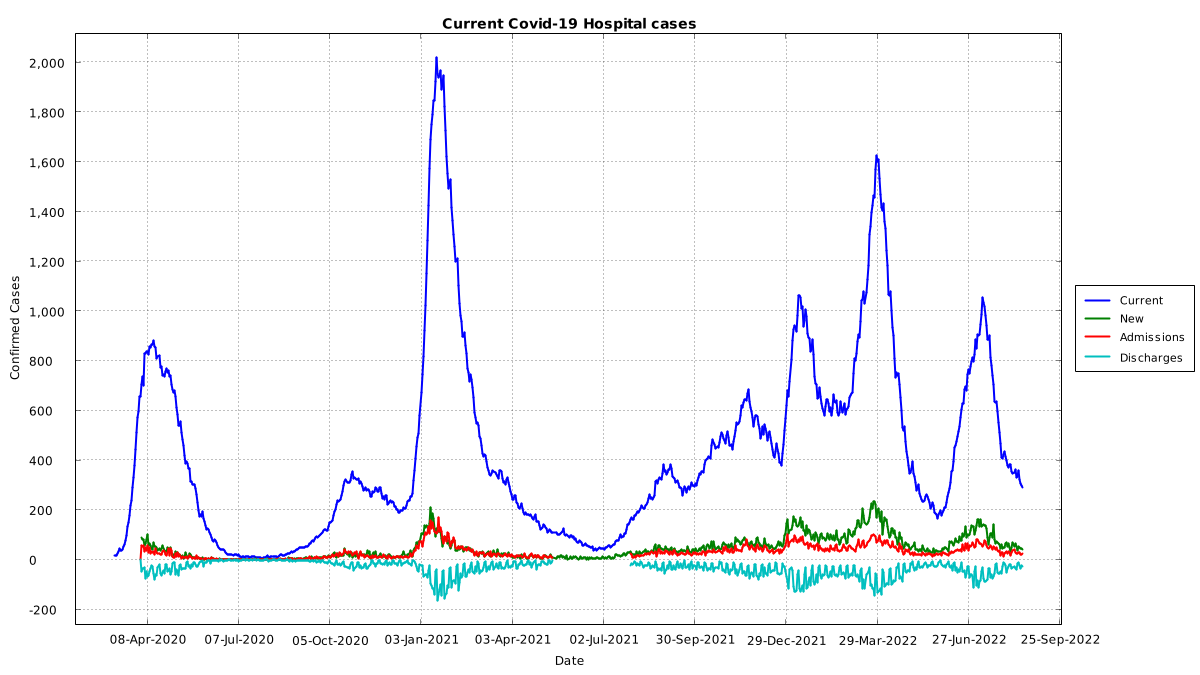 Current Covid-19 Hospital cases
2,000
1,800
1,600
1,400
1,200
1,000
800
600
400
200
0
-200
Confirmed Cases
08-Apr-2020 07-Jul-2020 05-Oct-2020 03-Jan-2021 03-Apr-2021 02-Jul-2021 30-Sep-2021 29-Dec-2021 29-Mar-2022 27-Jun-2022 25-Sep-2022
Date
Current
New
Admissions
Discharges